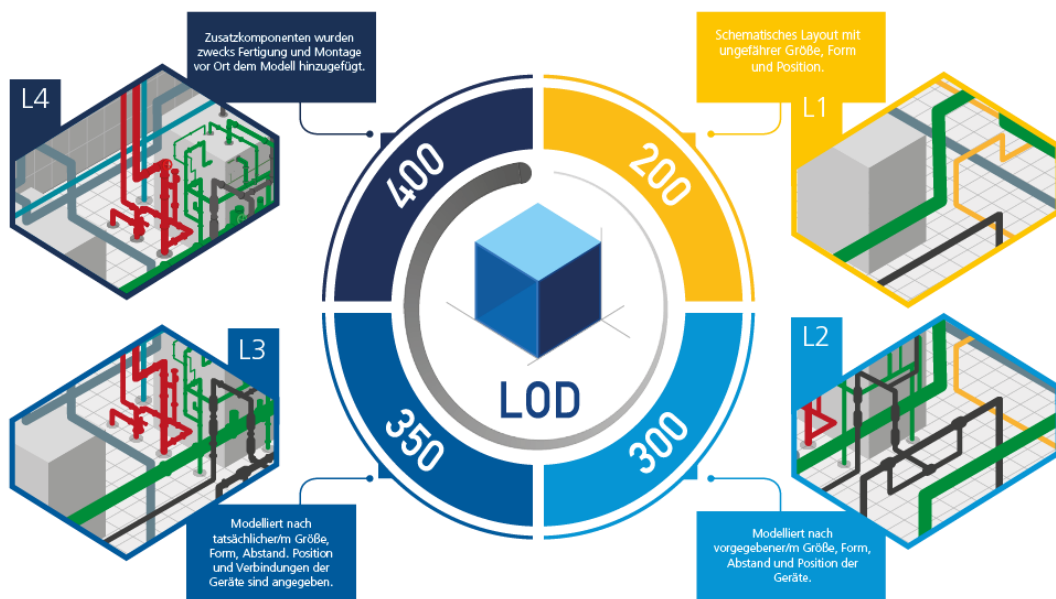 Zusatzkomponenten wurden
zwecks Fertigung und Montage
vor Ort dem Modell hinzugefügt.
L4
400
Schematisches Layout mit
ungefährer Größe, Form
und Position.
L1
200
LOD
L3
350
Modelliert nach
tatsächlicher/m Größe,
Form, Abstand. Position
und Verbindungen der
Geräte sind angegeben.
L2
300
Modelliert nach
vorgegebener/m Größe, Form,
Abstand und Position der
Geräte.